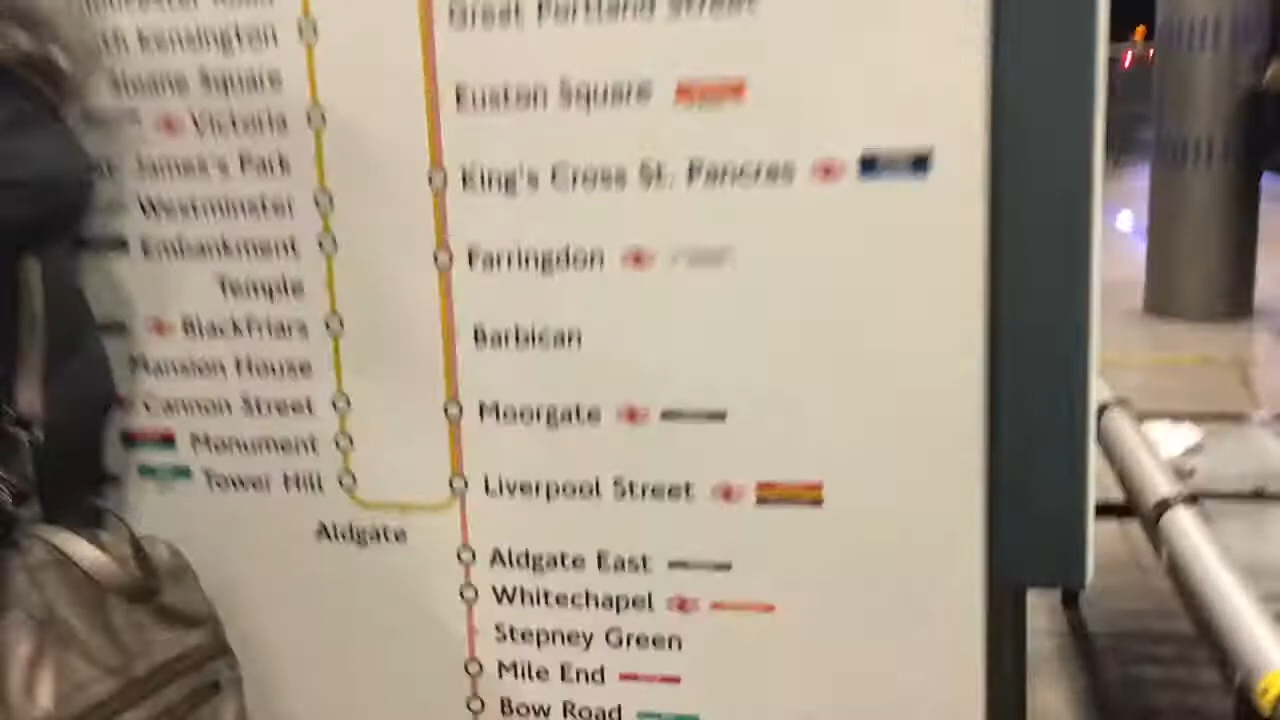 Kensington
Sloane Square
Victoria
James's Park
Westminster
Embankment
Temple
Blackfriars
Mansion House
Cannon Street
Monument
Tower Hill
Aldgate
Great Portland Street
Euston Square
King's Cross St. Pancras
Farringdon
Barbican
Moorgate
Liverpool Street
Aldgate East
Whitechapel
Stepney Green
Mile End
Bow Road